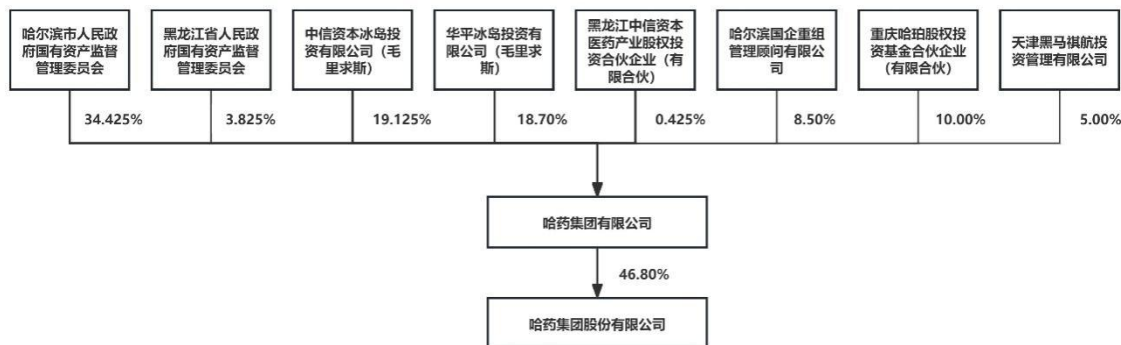 哈尔滨市人民政
府国有资产监督
管理委员会
黑龙江省人民政
府国有资产监督
管理委员会
中信资本冰岛投
资有限公司（毛
里求斯）
华平冰岛投资有
限公司（毛里求
斯）
黑龙江中信资本
医药产业股权投
资合伙企业（有
限合伙）
哈尔滨国企重组
管理顾问有限公
司
重庆哈珀股权投
资基金合伙企业
（有限合伙）
天津黑马祺航投
资管理有限公司
34.425%
3.825%
19.125%
18.70%
0.425%
8.50%
10.00%
5.00%
哈药集团有限公司
46.80%
哈药集团股份有限公司